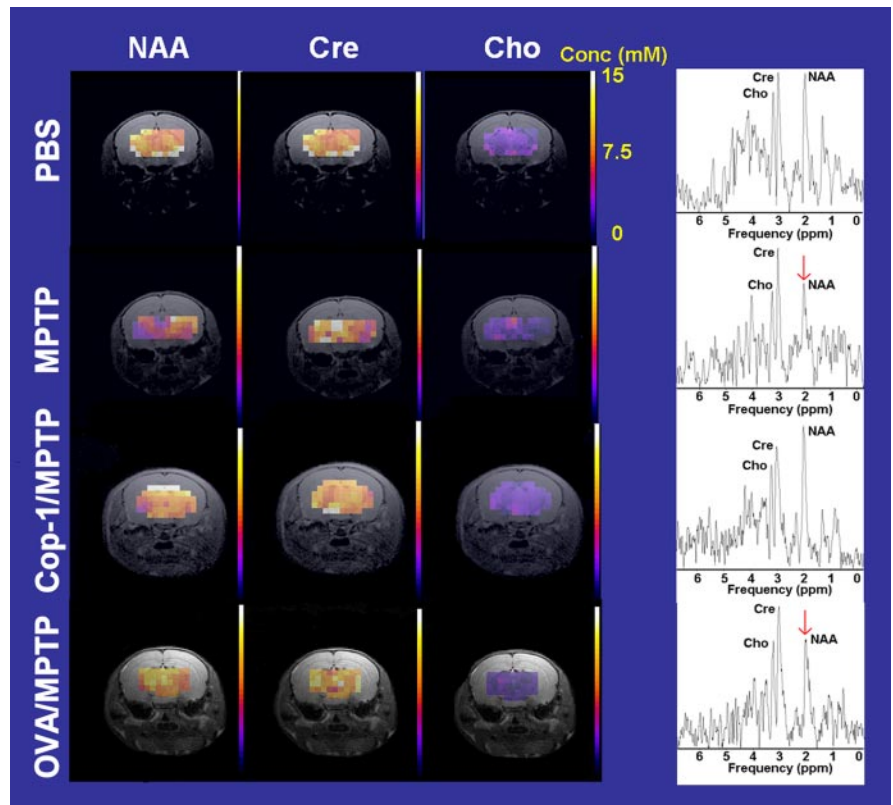 NAA Cre Cho Conc (mM)
15
7.5
0
PBS
MPTP
Cop-1/MPTP
OVA/MPTP
Cre
NAA
Cho
6 5 4 3 2 1 0
Frequency (ppm)
Cre
NAA
Cho
6 5 4 3 2 1 0
Frequency (ppm)
NAA
Cre
Cho
6 5 4 3 2 1 0
Frequency (ppm)
Cre
Cho
NAA
6 5 4 3 2 1 0
Frequency (ppm)